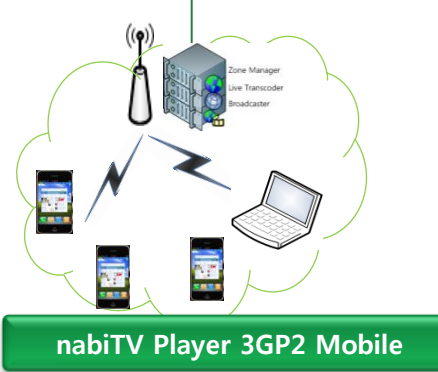 Zone Manager
Live Transcoder
Broadcaster
nabiTV Player 3GP2 Mobile